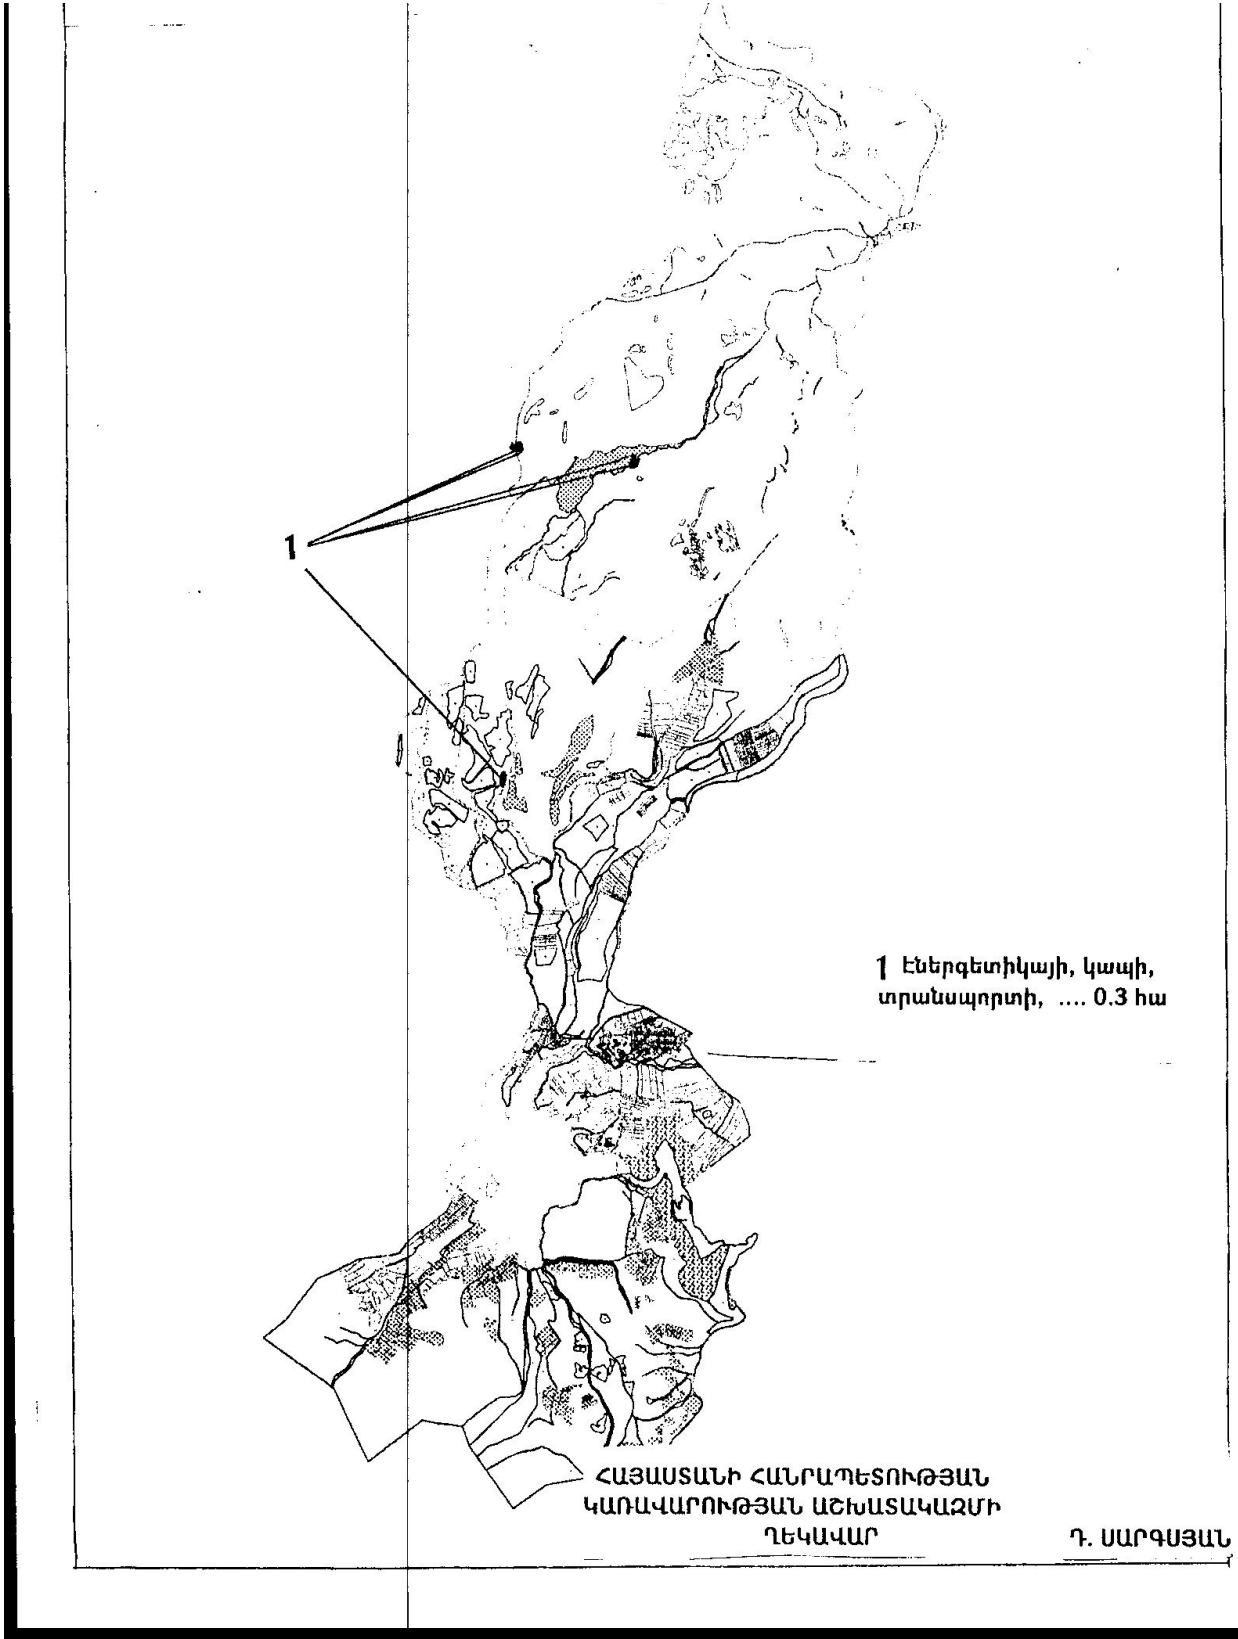 1
1 Էներգետիկայի, կապի,
տրանսպորտի, .... 0.3 հա
ՀԱՅԱՍՏԱՆԻ ՀԱՆՐԱՊԵՏՈՒԹՅԱՆ
ԿԱՌԱՎԱՐՈՒԹՅԱՆ ԱՇԽԱՏԱԿԱԶՄԻ
ՂԵԿԱՎԱՐ
Դ. ՍԱՐԳՍՅԱՆ